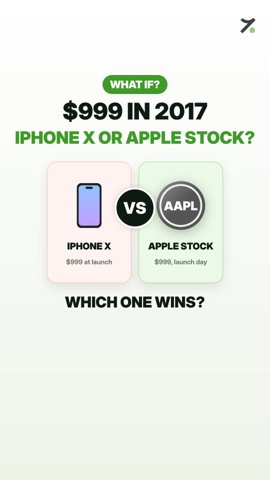 WHAT IF?
$999 IN 2017
IPHONE X OR APPLE STOCK?
VS
AAPL
IPHONE X
$999 at launch
APPLE STOCK
$999, launch day
WHICH ONE WINS?